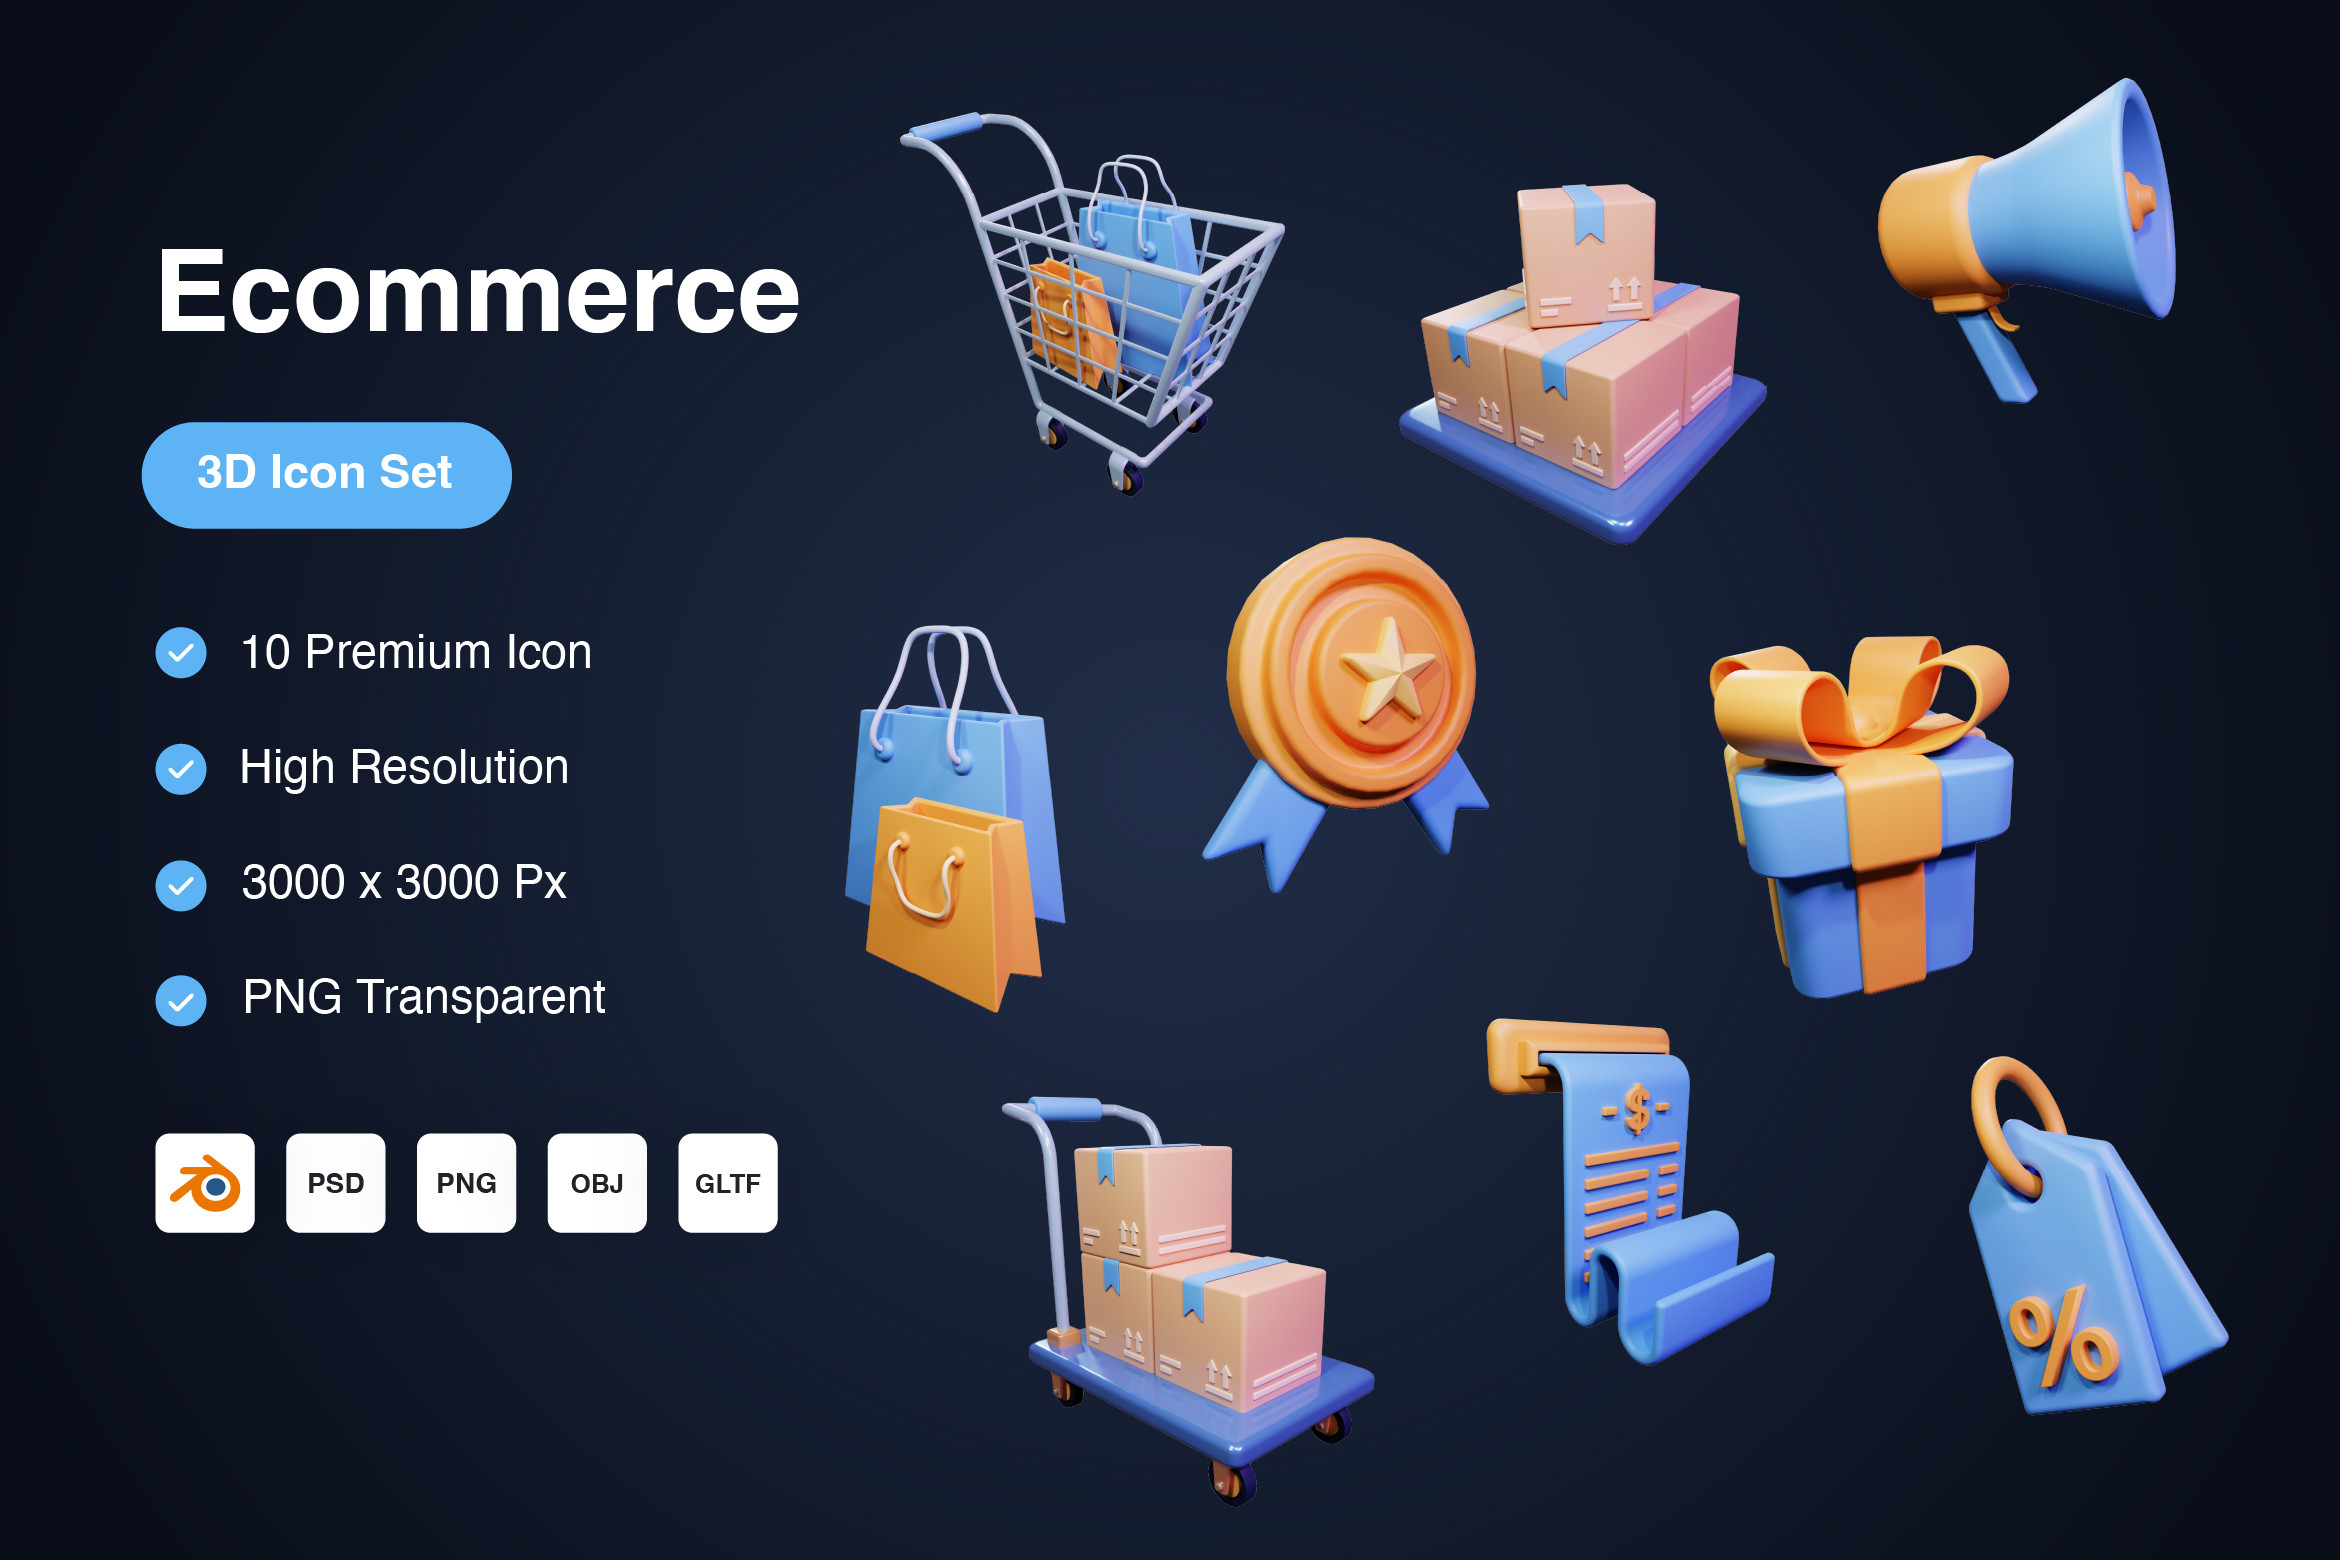 Ecommerce
3D Icon Set
10 Premium Icon
High Resolution
3000 x 3000 Px
PNG Transparent
PSD
PNG
OBJ
GLTF
-$-
%